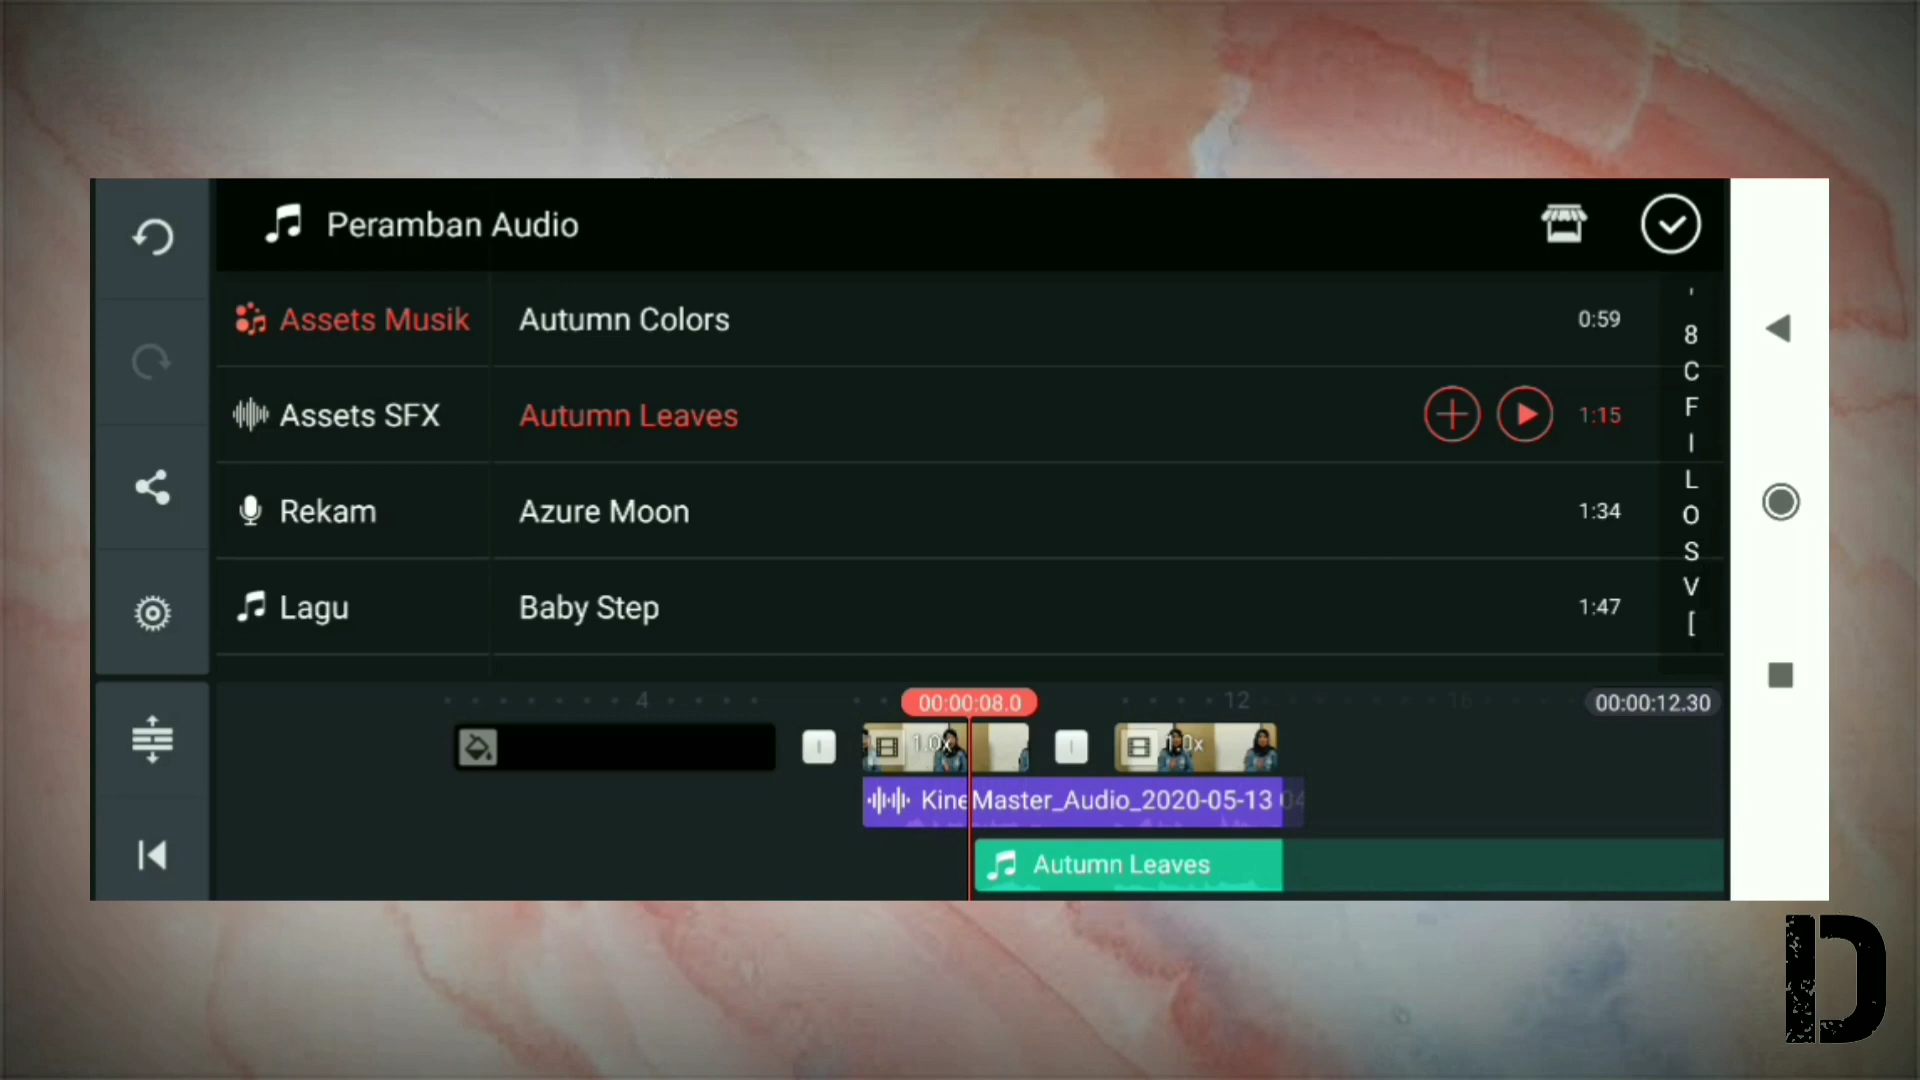 Peramban Audio
Assets Musik
Autumn Colors
0:59
Assets SFX
Autumn Leaves
1:15
Rekam
Azure Moon
1:34
Lagu
Baby Step
1:47
'
8
C
F
I
L
O
S
V
[
4
00:00:08.0
12
16
00:00:12.30
1.0x
1.0x
KineMaster_Audio_2020-05-13 04
Autumn Leaves
D